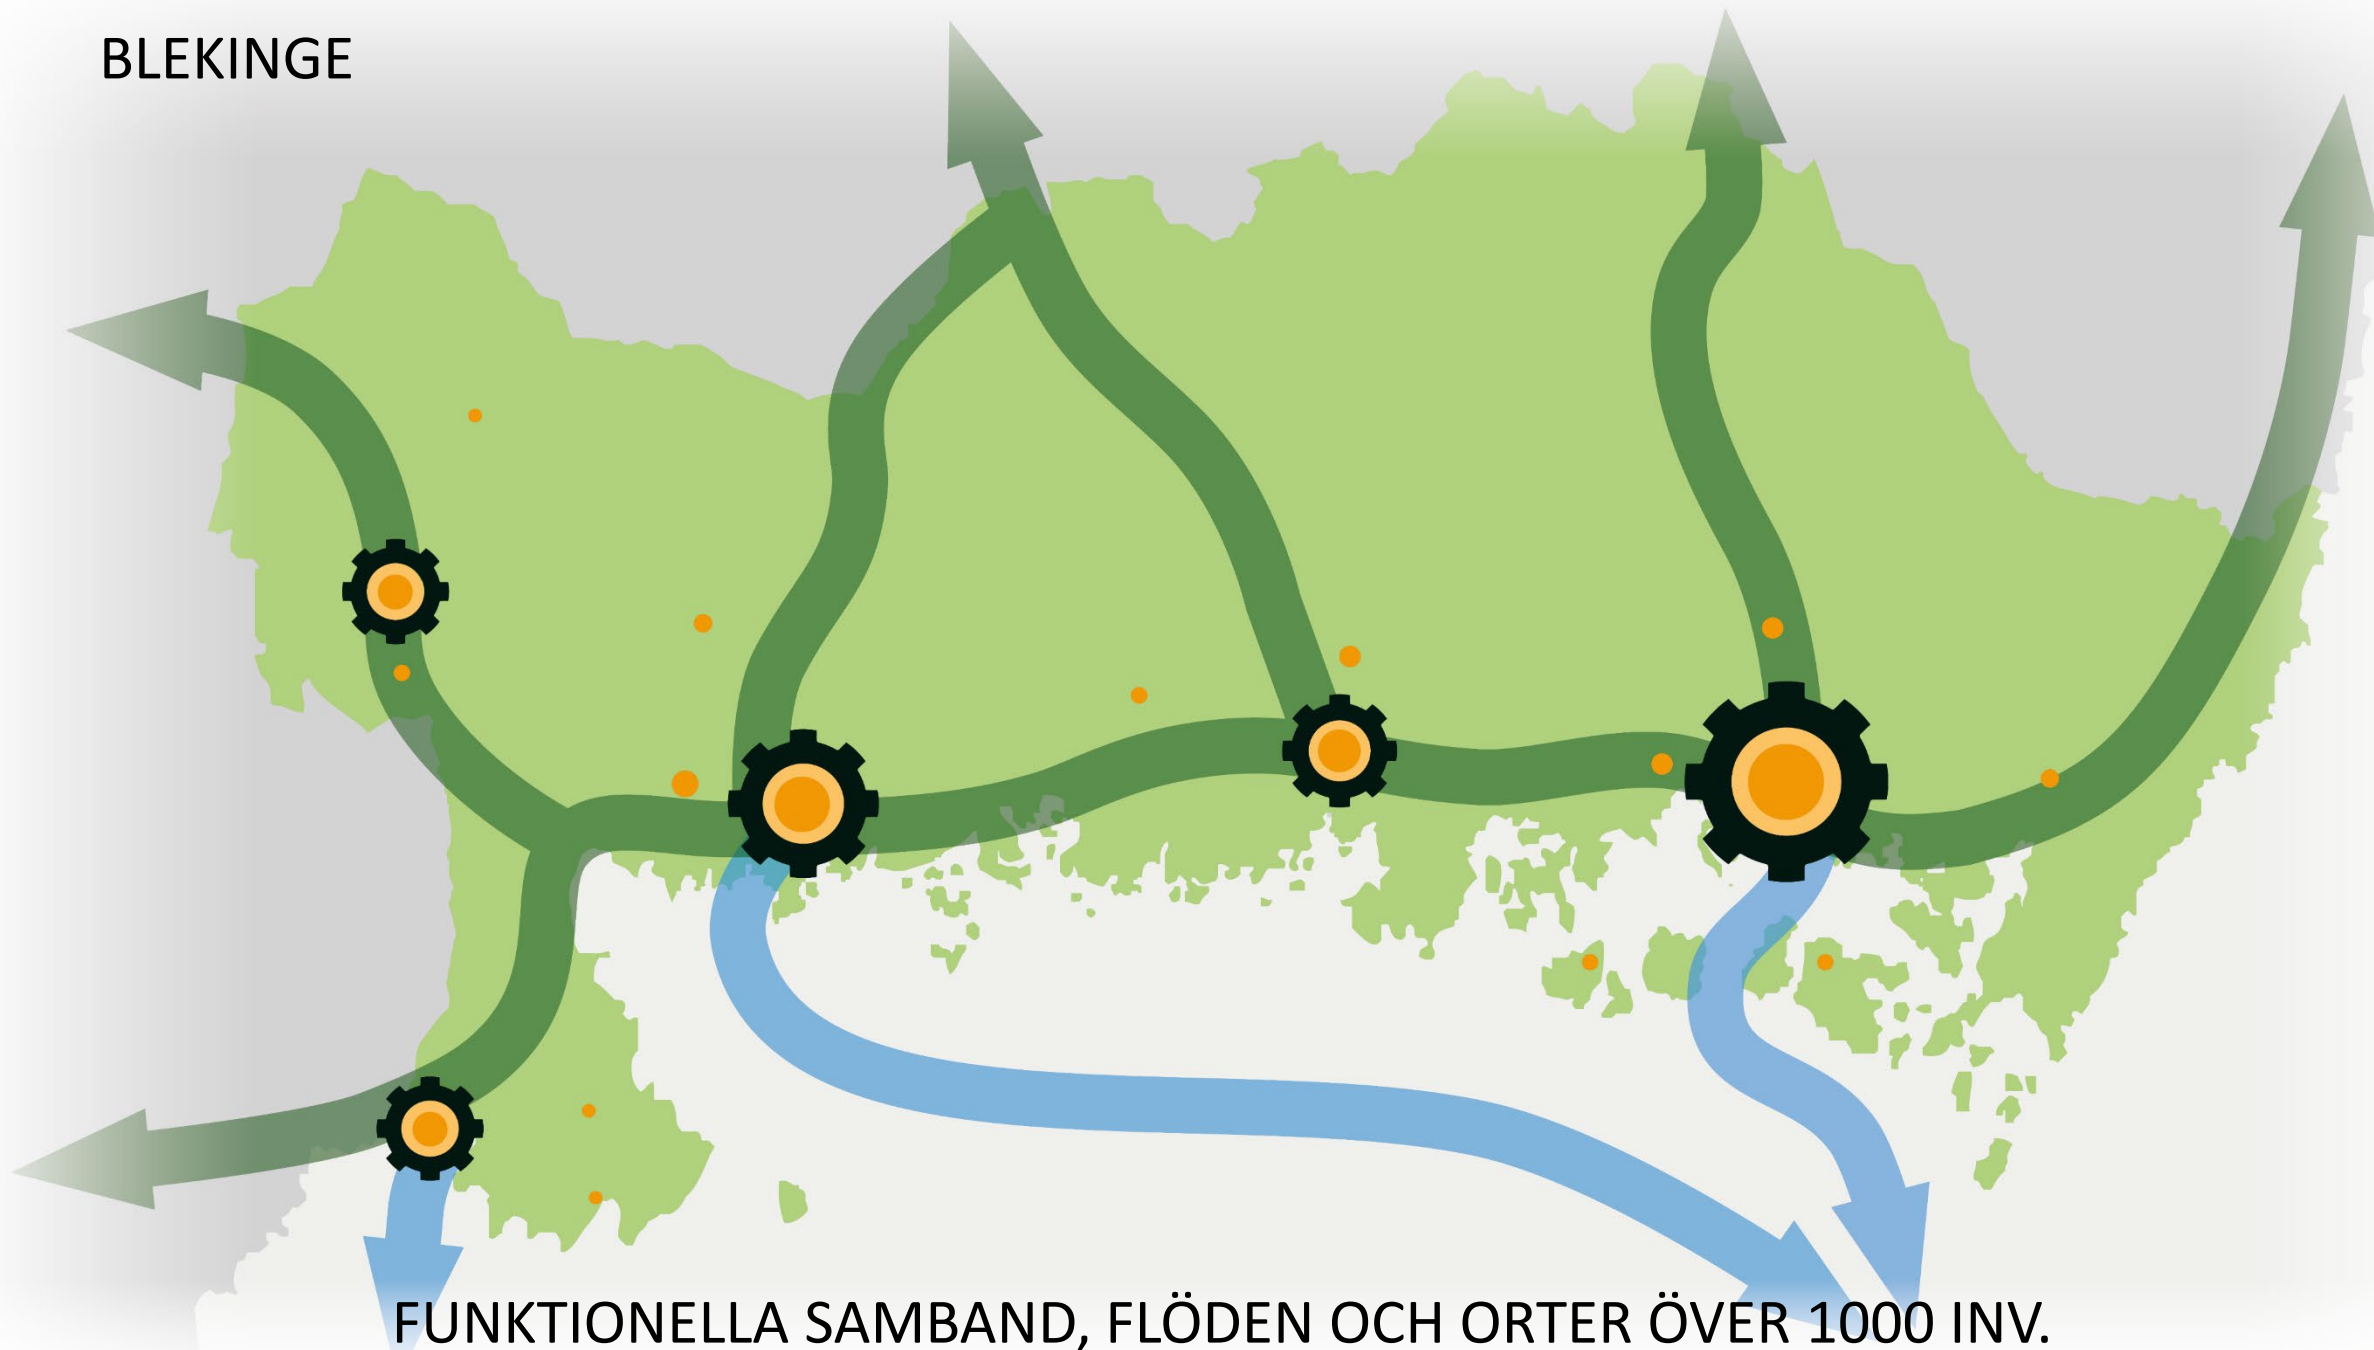 BLEKINGE
FUNKTIONELLA SAMBAND, FLÖDEN OCH ORTER ÖVER 1000 INV.